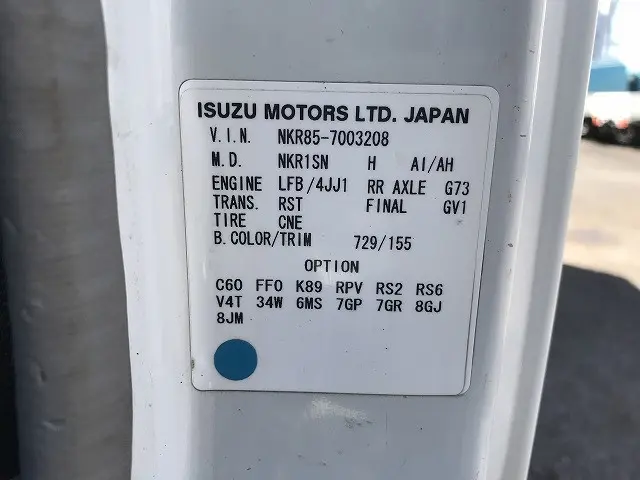 ISUZU MOTORS LTD. JAPAN
V.I.N. NKR85-7003208
M.D. NKR1SN H AI/AH
ENGINE LFB/4JJ1 RR AXLE G73
TRANS. RST FINAL GV1
TIRE CNE
B.COLOR/TRIM 729/155
OPTION
C60 FF0 K89 RPV RS2 RS6
V4T 34W 6MS 7GP 7GR 8GJ
8JM